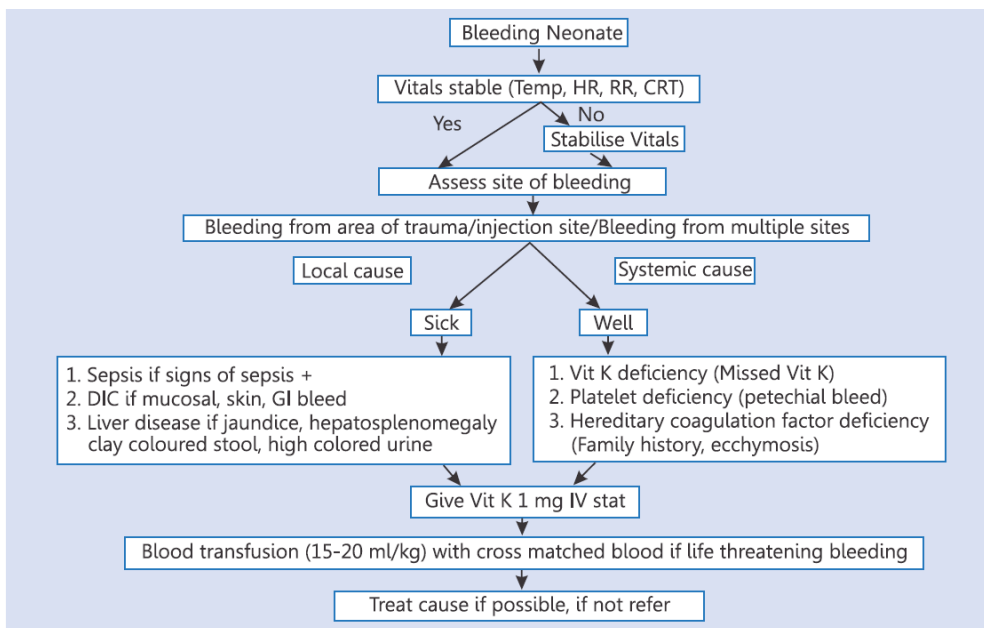 Bleeding Neonate
Vitals stable (Temp, HR, RR, CRT)
Yes
No
Stabilise Vitals
Assess site of bleeding
Bleeding from area of trauma/injection site/Bleeding from multiple sites
Local cause
Systemic cause
Sick
Well
1. Sepsis if signs of sepsis +
2. DIC if mucosal, skin, GI bleed
3. Liver disease if jaundice, hepatosplenomegaly
clay coloured stool, high colored urine
1. Vit K deficiency (Missed Vit K)
2. Platelet deficiency (petechial bleed)
3. Hereditary coagulation factor deficiency
(Family history, ecchymosis)
Give Vit K 1 mg IV stat
Blood transfusion (15-20 ml/kg) with cross matched blood if life threatening bleeding
Treat cause if possible, if not refer